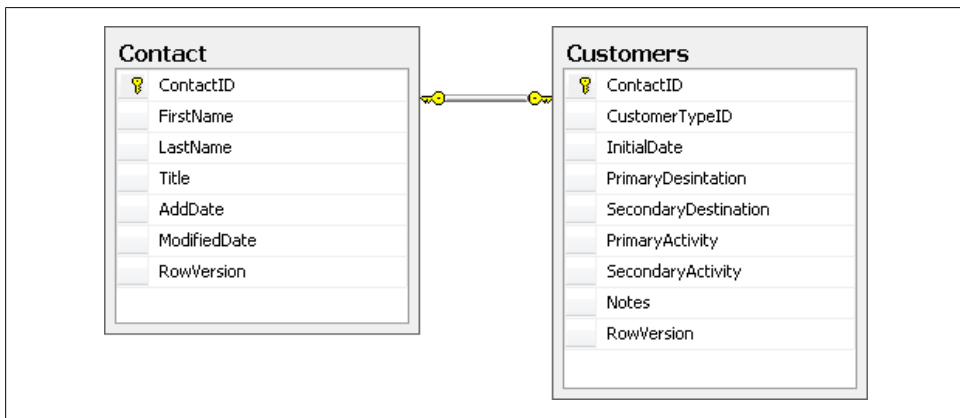 Contact
ContactID
FirstName
LastName
Title
AddDate
ModifiedDate
RowVersion
Customers
ContactID
CustomerTypeID
InitialDate
PrimaryDesintation
SecondaryDestination
PrimaryActivity
SecondaryActivity
Notes
RowVersion